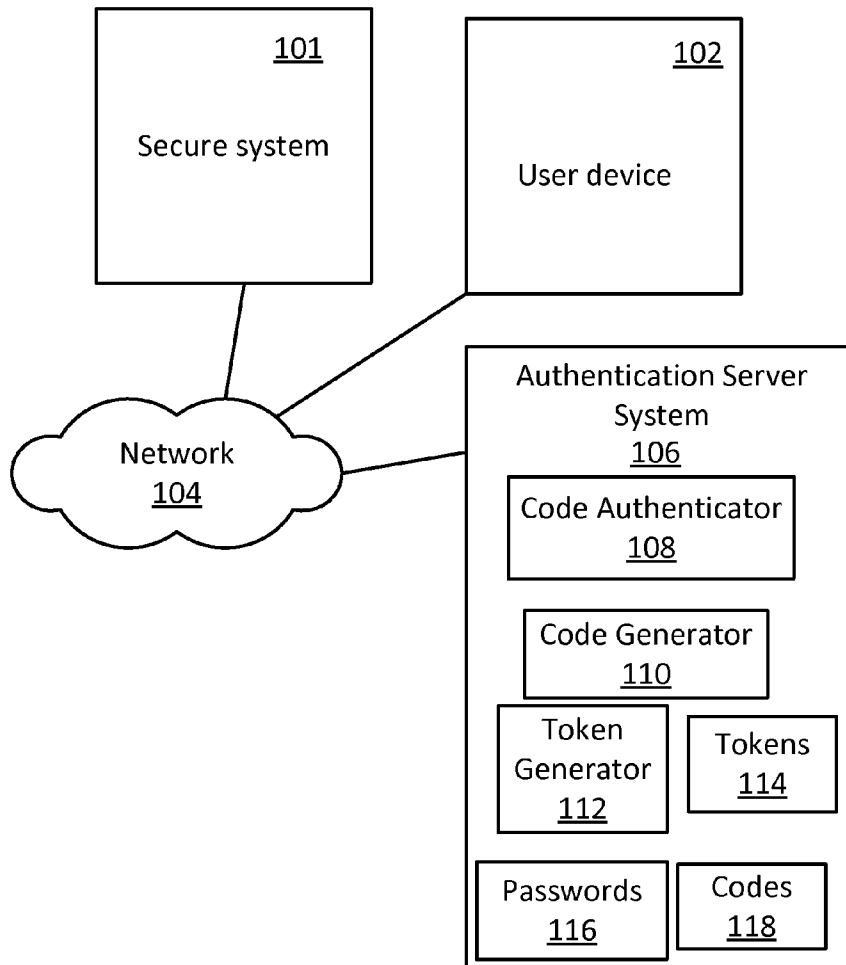 101
Secure system
102
User device
Network
104
Authentication Server
System
106
Code Authenticator
108
Code Generator
110
Token
Generator
112
Tokens
114
Passwords
116
Codes
118